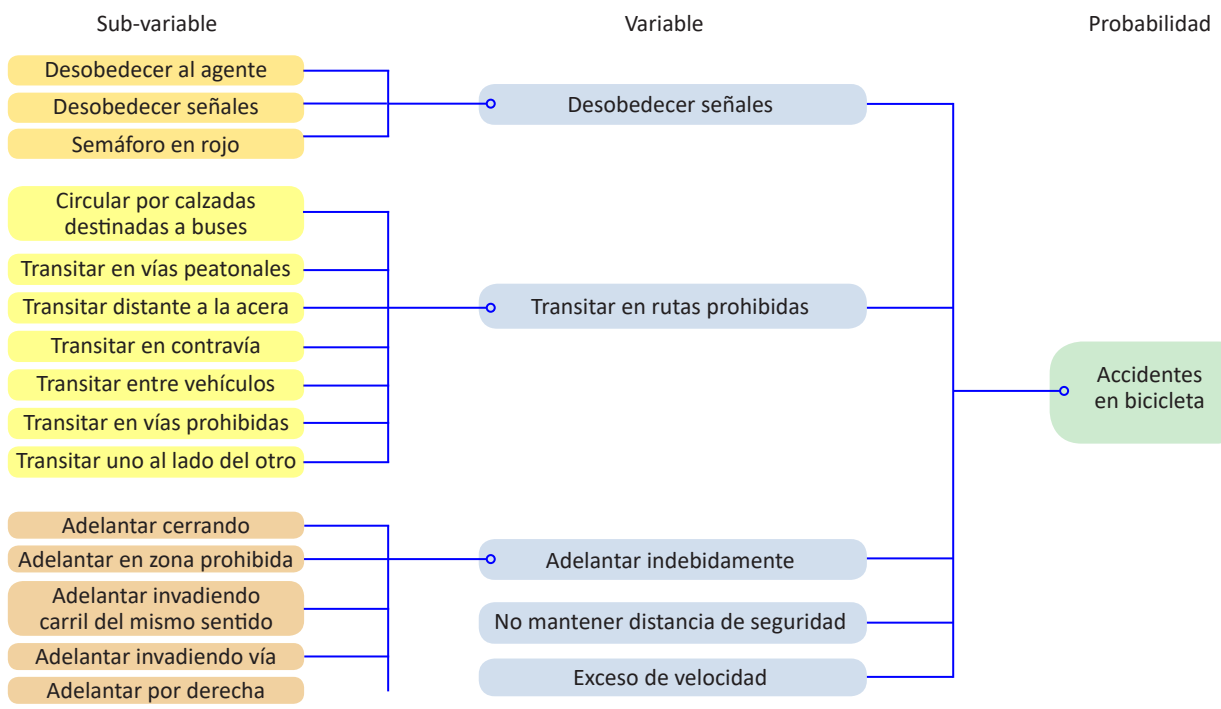 Sub-variable
Variable
Probabilidad
Desobedecer al agente
Desobedecer señales
Semáforo en rojo
Desobedecer señales
Circular por calzadas
destinadas a buses
Transitar en vías peatonales
Transitar distante a la acera
Transitar en contravía
Transitar entre vehículos
Transitar en vías prohibidas
Transitar uno al lado del otro
Transitar en rutas prohibidas
Accidentes
en bicicleta
Adelantar cerrando
Adelantar en zona prohibida
Adelantar invadiendo
carril del mismo sentido
Adelantar invadiendo vía
Adelantar por derecha
Adelantar indebidamente
No mantener distancia de seguridad
Exceso de velocidad